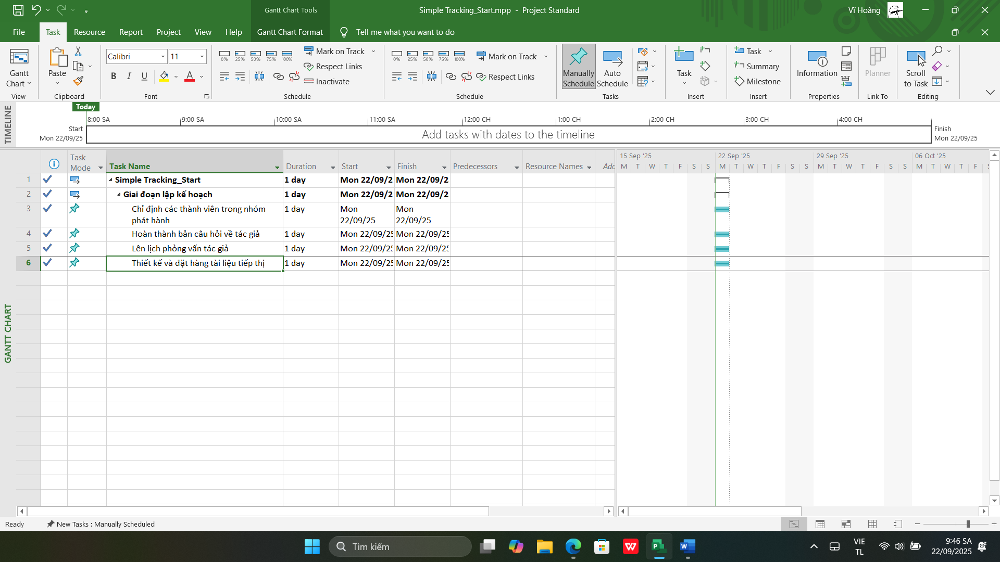 Gantt Chart Tools
Simple Tracking_Start.mpp - Project Standard
Vĩ Hoàng
File
Task
Resource
Report
Project
View
Help
Gantt Chart Format
Tell me what you want to do
Gantt Chart
Paste
Calibri
11
B
I
U
A
0%
25%
50%
75%
100%
Mark on Track
Respect Links
Inactivate
0%
25%
50%
75%
100%
Mark on Track
Respect Links
Manually Schedule
Auto Schedule
Task
Task
Summary
Milestone
Information
Planner
Scroll to Task
View
Clipboard
Font
Schedule
Schedule
Tasks
Insert
Insert
Properties
Link To
Editing
TIMELINE
Today
8:00 SA
9:00 SA
10:00 SA
11:00 SA
12:00 CH
1:00 CH
2:00 CH
3:00 CH
4:00 CH
Start
Mon 22/09/25
Add tasks with dates to the timeline
Finish
Mon 22/09/25
Task Mode
Task Name
Duration
Start
Finish
Predecessors
Resource Names
Adc
15 Sep '25
22 Sep '25
29 Sep '25
06 Oct '25
M T W T F S S M T W T F S S M T W T F S S M T W T F S
1 Simple Tracking_Start 1 day Mon 22/09/2 Mon 22/09/2
2 Giai đoạn lập kế hoạch 1 day Mon 22/09/2 Mon 22/09/2
3 Chỉ định các thành viên trong nhóm phát hành 1 day Mon 22/09/25 Mon 22/09/25
4 Hoàn thành bản câu hỏi về tác giả 1 day Mon 22/09/25 Mon 22/09/25
5 Lên lịch phỏng vấn tác giả 1 day Mon 22/09/25 Mon 22/09/25
6 Thiết kế và đặt hàng tài liệu tiếp thị 1 day Mon 22/09/25 Mon 22/09/25
GANTT CHART
Ready
New Tasks : Manually Scheduled
Tìm kiếm
VIE
TL
9:46 SA
22/09/2025